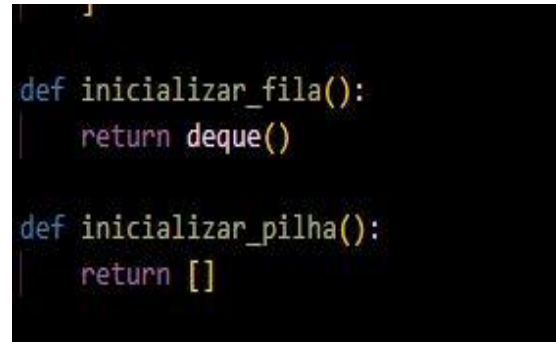 ]
def inicializar_fila():
    return deque()
def inicializar_pilha():
    return []